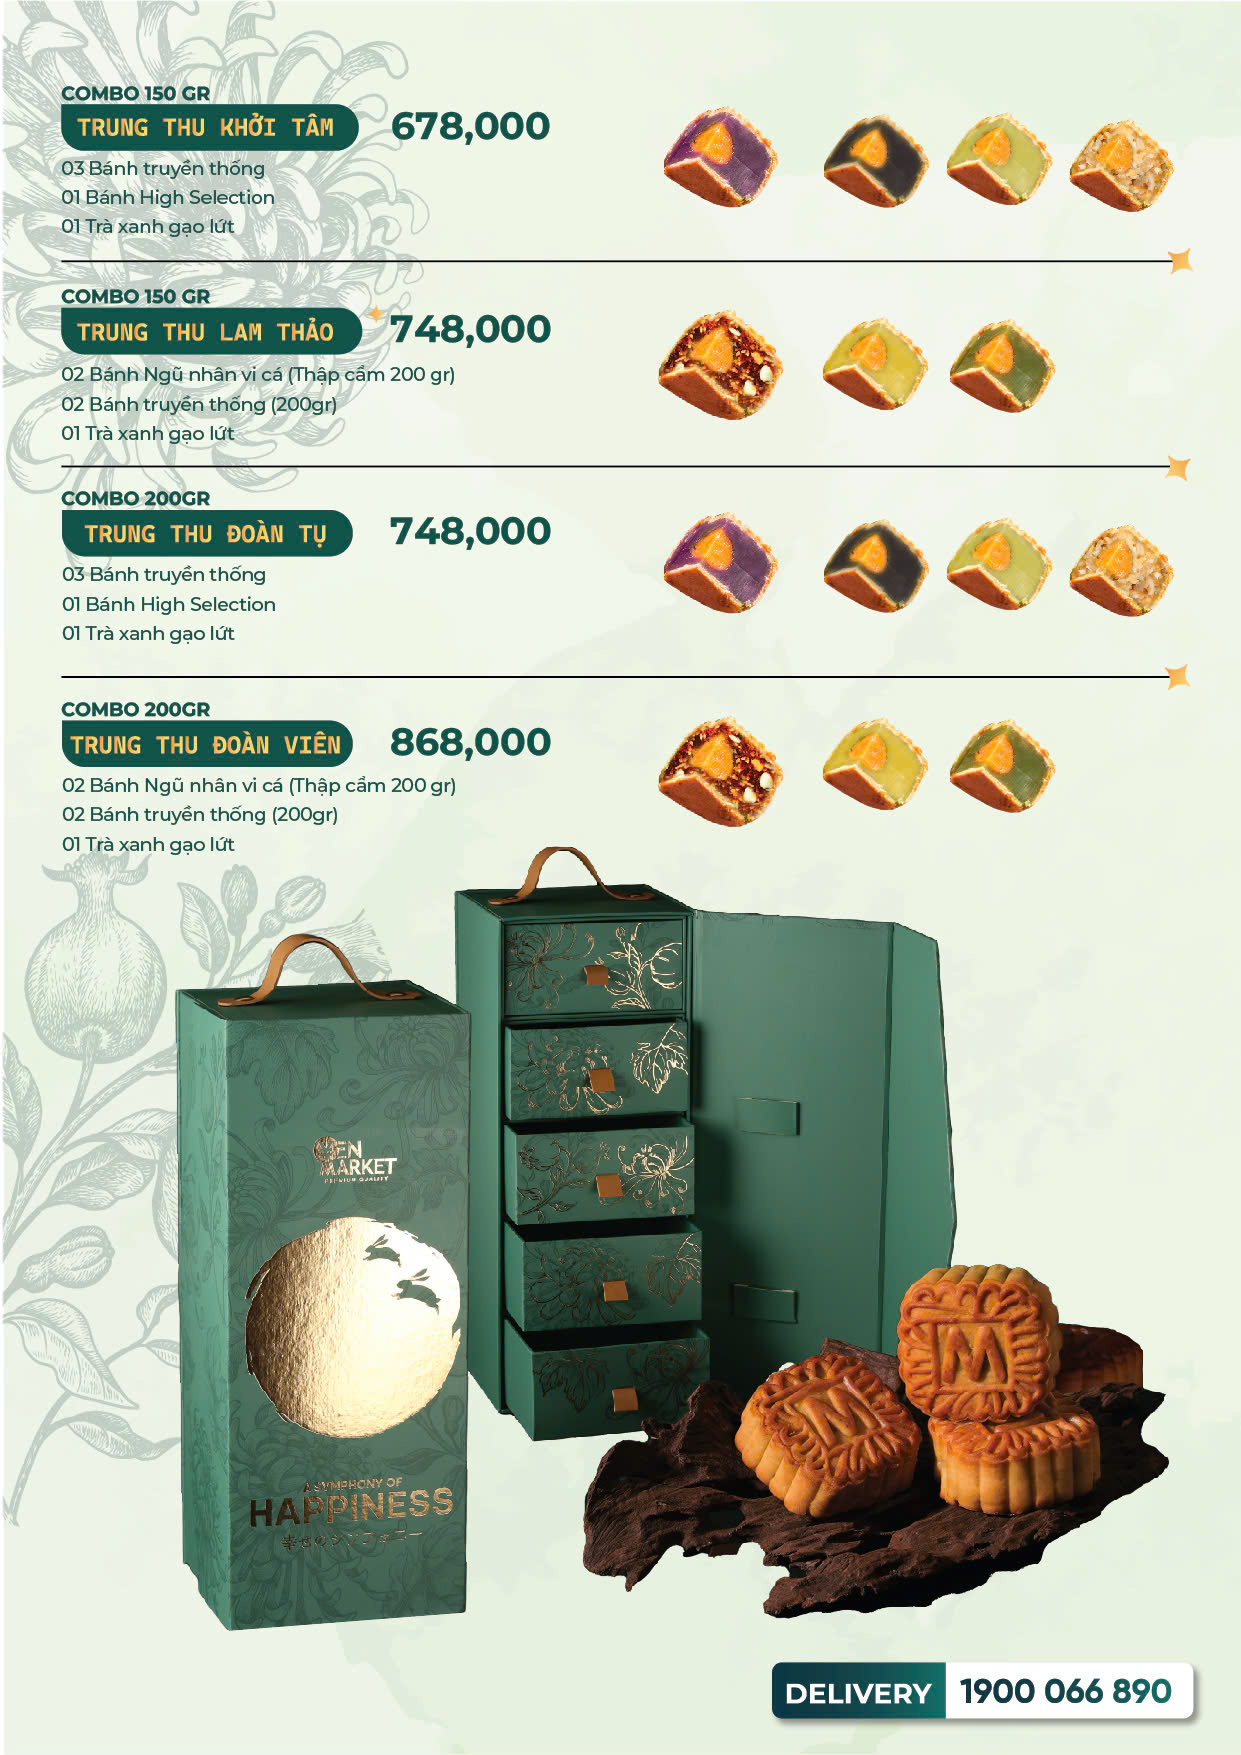 COMBO 150 GR
TRUNG THU KHỞI TÂM 678,000
03 Bánh truyền thống
01 Bánh High Selection
01 Trà xanh gạo lứt
COMBO 150 GR
TRUNG THU LAM THẢO 748,000
02 Bánh Ngũ nhân vi cá (Thập cẩm 200 gr)
02 Bánh truyền thống (200gr)
01 Trà xanh gạo lứt
COMBO 200GR
TRUNG THU ĐOÀN TỤ 748,000
03 Bánh truyền thống
01 Bánh High Selection
01 Trà xanh gạo lứt
COMBO 200GR
TRUNG THU ĐOÀN VIÊN 868,000
02 Bánh Ngũ nhân vi cá (Thập cẩm 200 gr)
02 Bánh truyền thống (200gr)
01 Trà xanh gạo lứt
MARKET
PREMIUM QUALITY
A SYMPHONY OF
HAPPINESS
幸せのシンフォニー
M
M
DELIVERY 1900 066 890